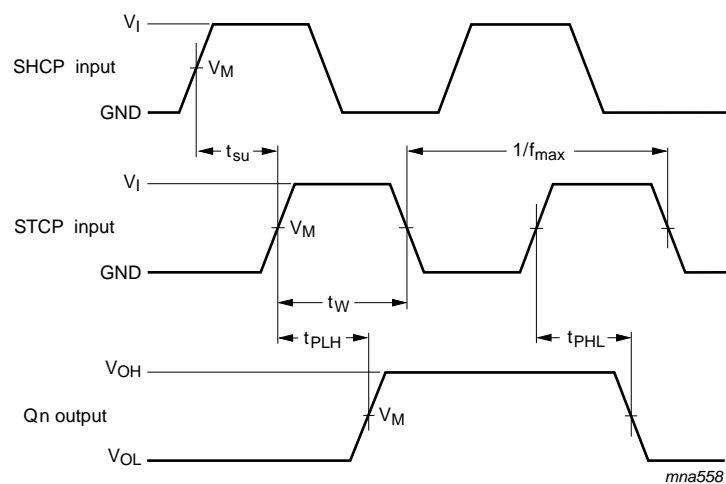 VI
SHCP input
VM
GND
tsu
1/fmax
VI
STCP input
VM
GND
tW
tPLH
tPHL
VOH
Qn output
VM
VOL
mna558